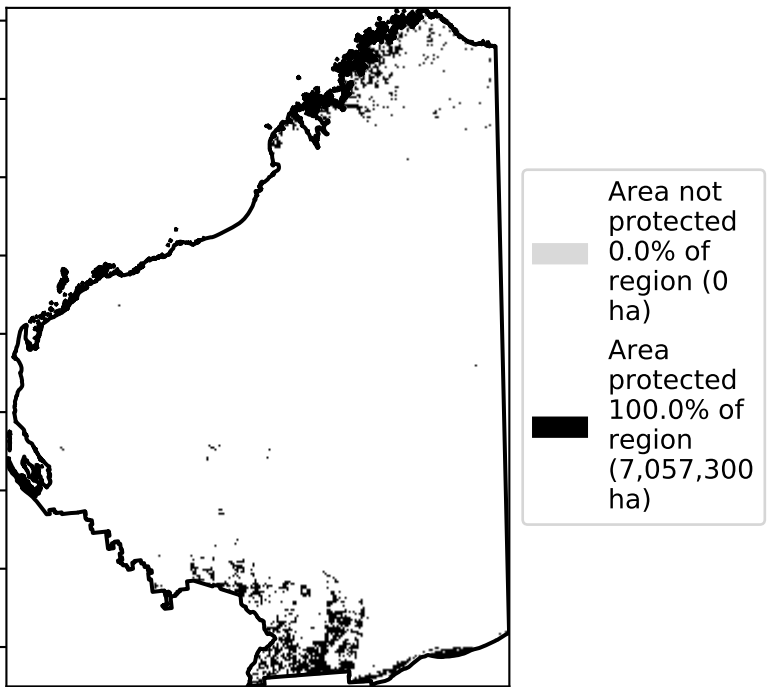 Area not
protected
0.0% of
region (0
ha)
Area
protected
100.0% of
region
(7,057,300
ha)